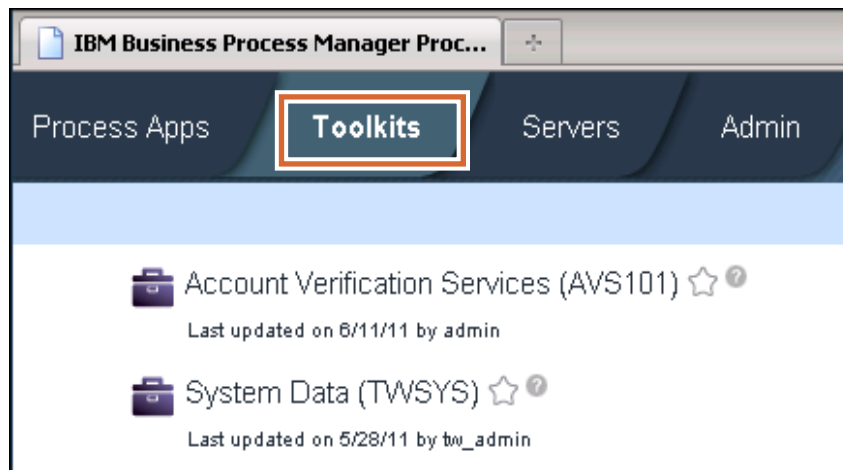 IBM Business Process Manager Proc...
Process Apps Toolkits Servers Admin
Account Verification Services (AVS101)
Last updated on 6/11/11 by admin
System Data (TWSYS)
Last updated on 5/28/11 by tw_admin